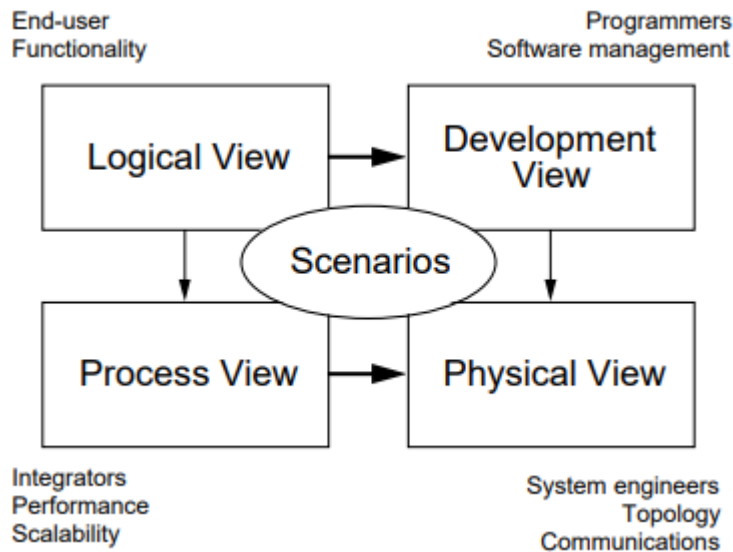 End-user
Functionality
Programmers
Software management
Logical View
Development
View
Scenarios
Process View
Physical View
Integrators
Performance
Scalability
System engineers
Topology
Communications